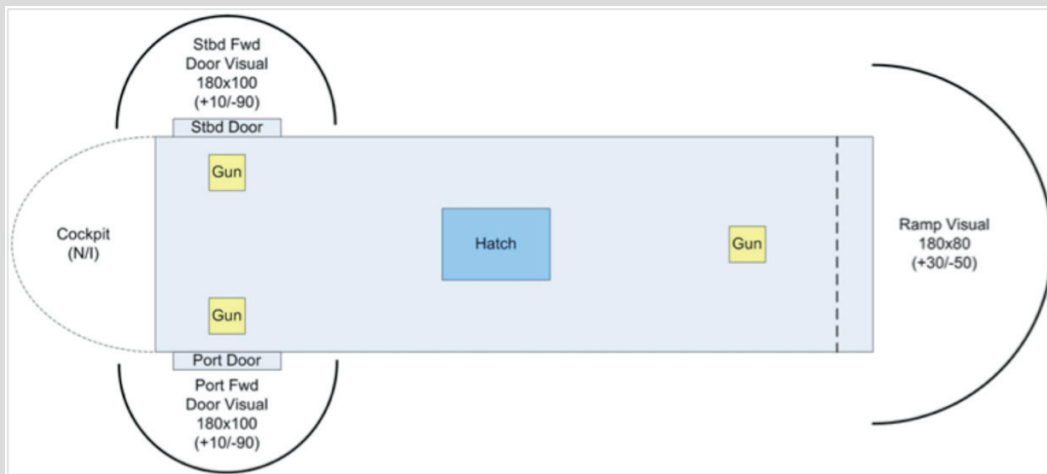 Stbd Fwd
Door Visual
180x100
(+10/-90)
Stbd Door
Gun
Cockpit
(N/I)
Hatch
Gun
Ramp Visual
180x80
(+30/-50)
Gun
Port Door
Port Fwd
Door Visual
180x100
(+10/-90)